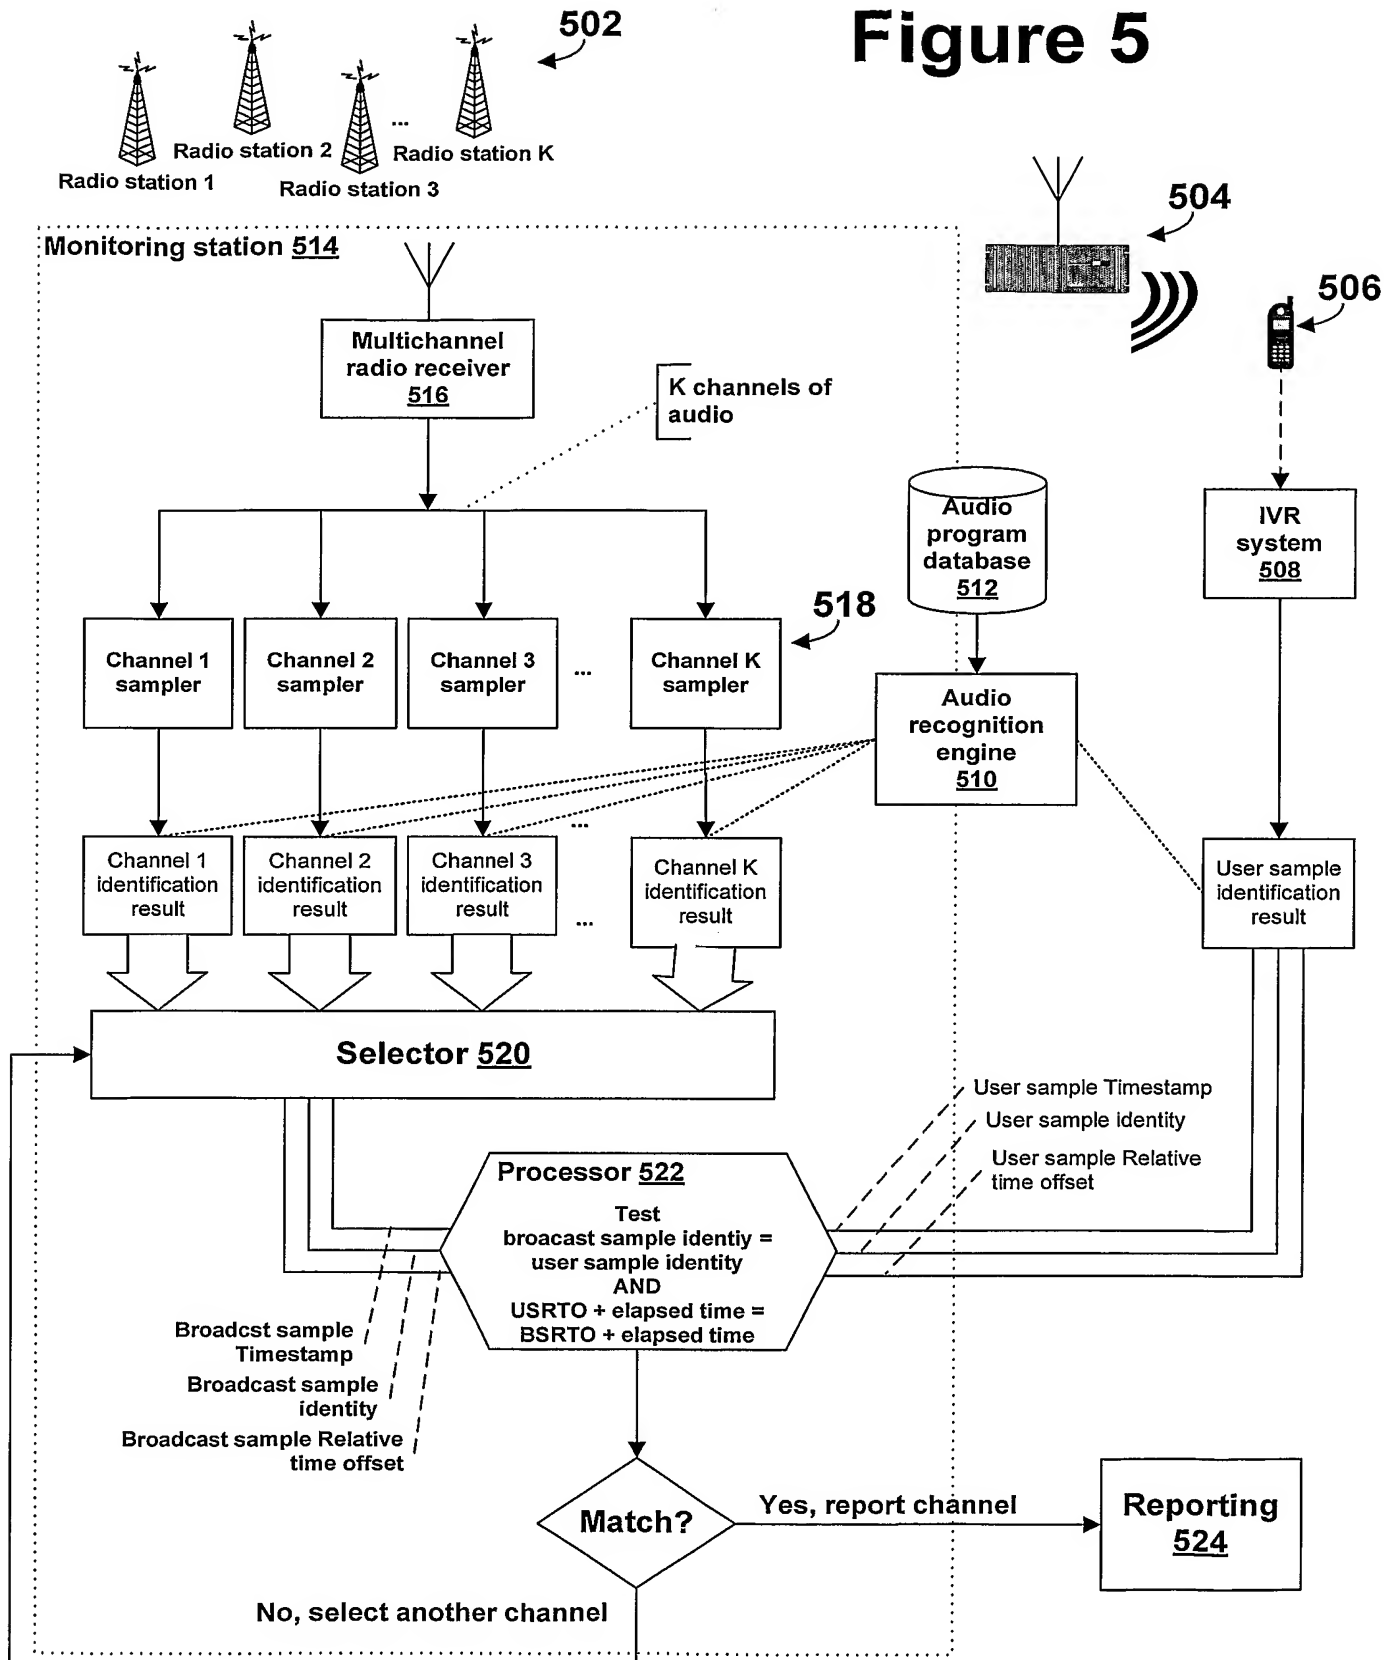 Figure 5
502
Radio station 1
Radio station 2
Radio station 3
...
Radio station K
504
506
Monitoring station 514
Multichannel
radio receiver
516
K channels of
audio
Audio
program
database
512
IVR
system
508
518
Channel 1
sampler
Channel 2
sampler
Channel 3
sampler
...
Channel K
sampler
Audio
recognition
engine
510
...
Channel 1
identification
result
Channel 2
identification
result
Channel 3
identification
result
...
Channel K
identification
result
User sample
identification
result
Selector 520
User sample Timestamp
User sample identity
User sample Relative
time offset
Processor 522
Test
broacast sample identiy =
user sample identity
AND
USRTO + elapsed time =
BSRTO + elapsed time
Broadcst sample
Timestamp
Broadcast sample
identity
Broadcast sample Relative
time offset
Match?
Yes, report channel
Reporting
524
No, select another channel